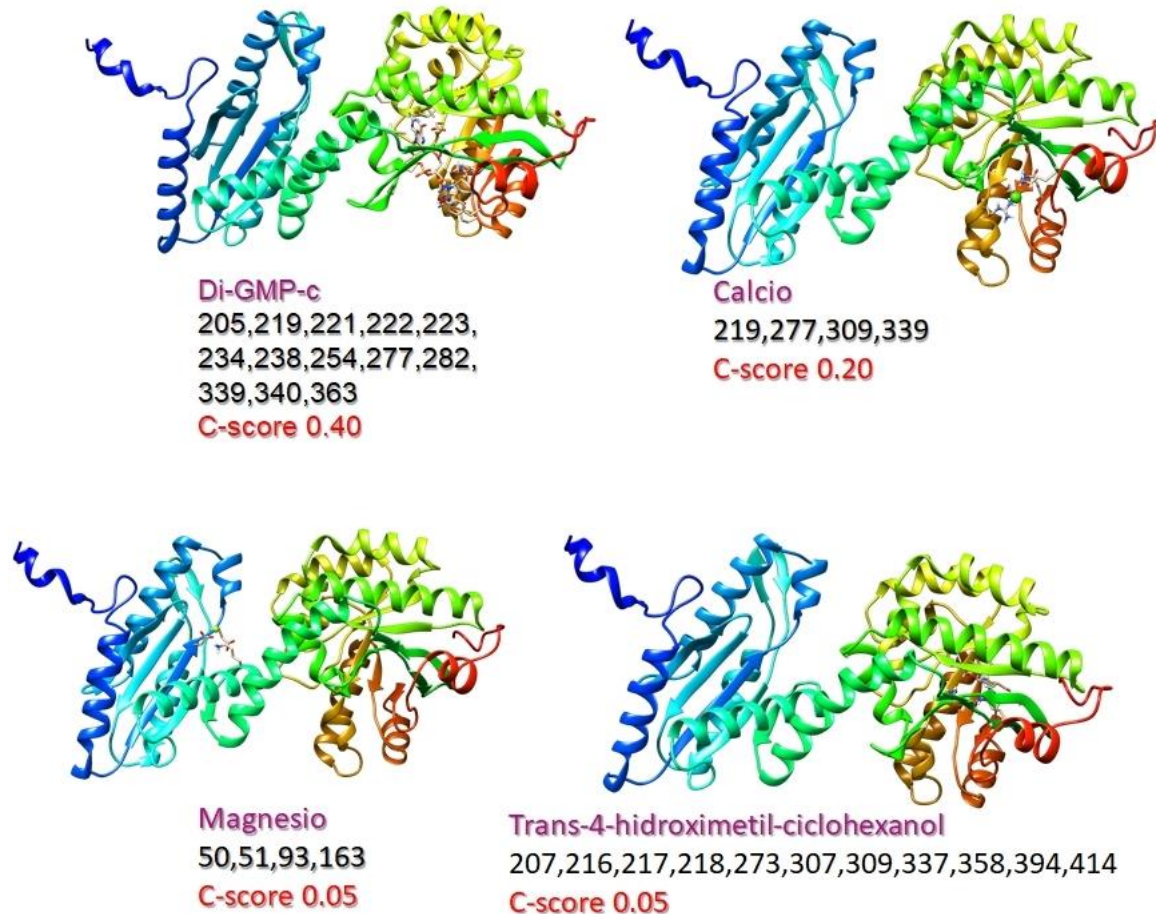 Di-GMP-c
205,219,221,222,223,
234,238,254,277,282,
339,340,363
C-score 0.40
Calcio
219,277,309,339
C-score 0.20
Magnesio
50,51,93,163
C-score 0.05
Trans-4-hidroximetil-ciclohexanol
207,216,217,218,273,307,309,337,358,394,414
C-score 0.05